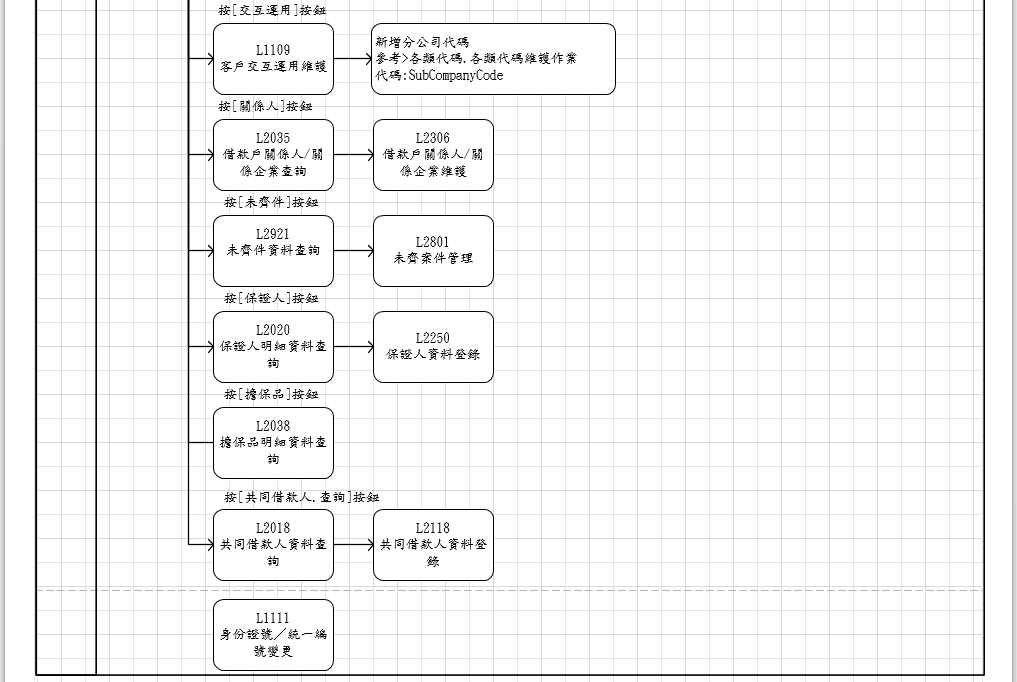 按[交互運用]按鈕
L1109
客戶交互運用維護
新增分公司代碼
參考>各類代碼.各類代碼維護作業
代碼:SubCompanyCode
按[關係人]按鈕
L2035
借款戶關係人/關
係企業查詢
L2306
借款戶關係人/關
係企業維護
按[未齊件]按鈕
L2921
未齊件資料查詢
L2801
未齊案件管理
按[保證人]按鈕
L2020
保證人明細資料查
詢
L2250
保證人資料登錄
按[擔保品]按鈕
L2038
擔保品明細資料查
詢
按[共同借款人.查詢]按鈕
L2018
共同借款人資料查
詢
L2118
共同借款人資料登
錄
L1111
身份證號／統一編
號變更